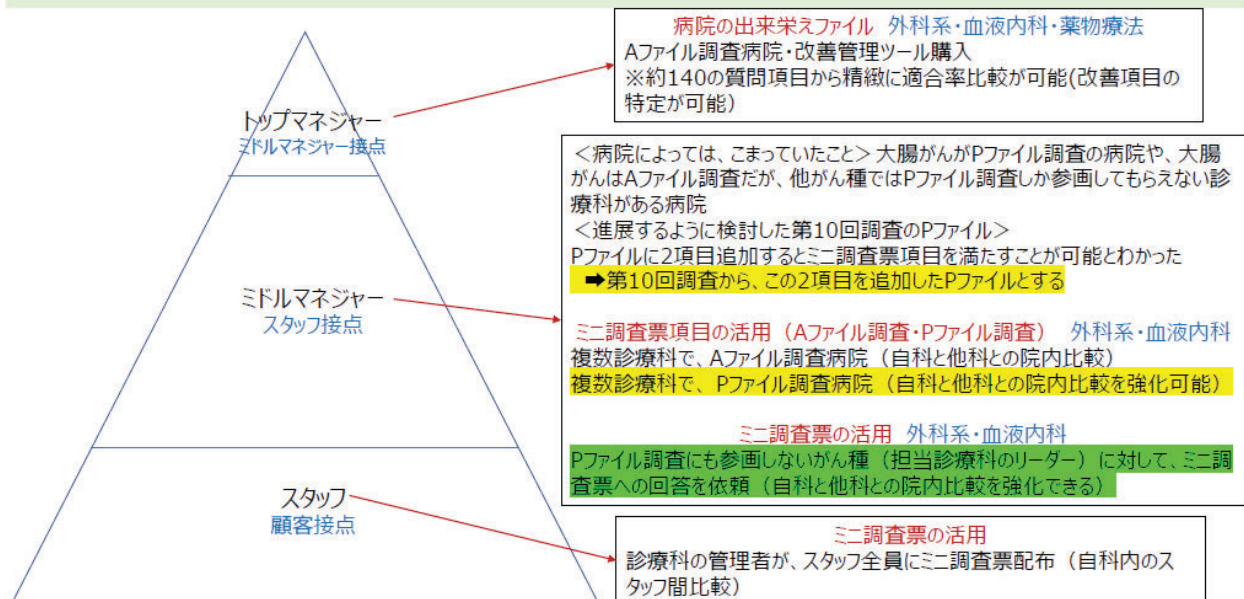 病院の出来栄えファイル 外科系・血液内科・薬物療法
Aファイル調査病院・改善管理ツール購入
※約140の質問項目から精緻に適合率比較が可能(改善項目の
特定が可能）
トップマネジャー
ミドルマネジャー接点
＜病院によっては、こまっていたこと＞大腸がんがPファイル調査の病院や、大腸
がんはAファイル調査だが、他がん種ではPファイル調査しか参画してもらえない診
療科がある病院
＜進展するように検討した第10回調査のPファイル＞
Pファイルに2項目追加するとミニ調査票項目を満たすことが可能とわかった
➡第10回調査から、この2項目を追加したPファイルとする
ミドルマネジャー
スタッフ接点
ミニ調査票項目の活用（Aファイル調査・Pファイル調査） 外科系・血液内科
複数診療科で、Aファイル調査病院（自科と他科との院内比較）
複数診療科で、Pファイル調査病院（自科と他科との院内比較を強化可能）
ミニ調査票の活用 外科系・血液内科
Pファイル調査にも参画しないがん種（担当診療科のリーダー）に対して、ミニ調
査票への回答を依頼（自科と他科との院内比較を強化できる）
スタッフ
顧客接点
ミニ調査票の活用
診療科の管理者が、スタッフ全員にミニ調査票配布（自科内のス
タッフ間比較）